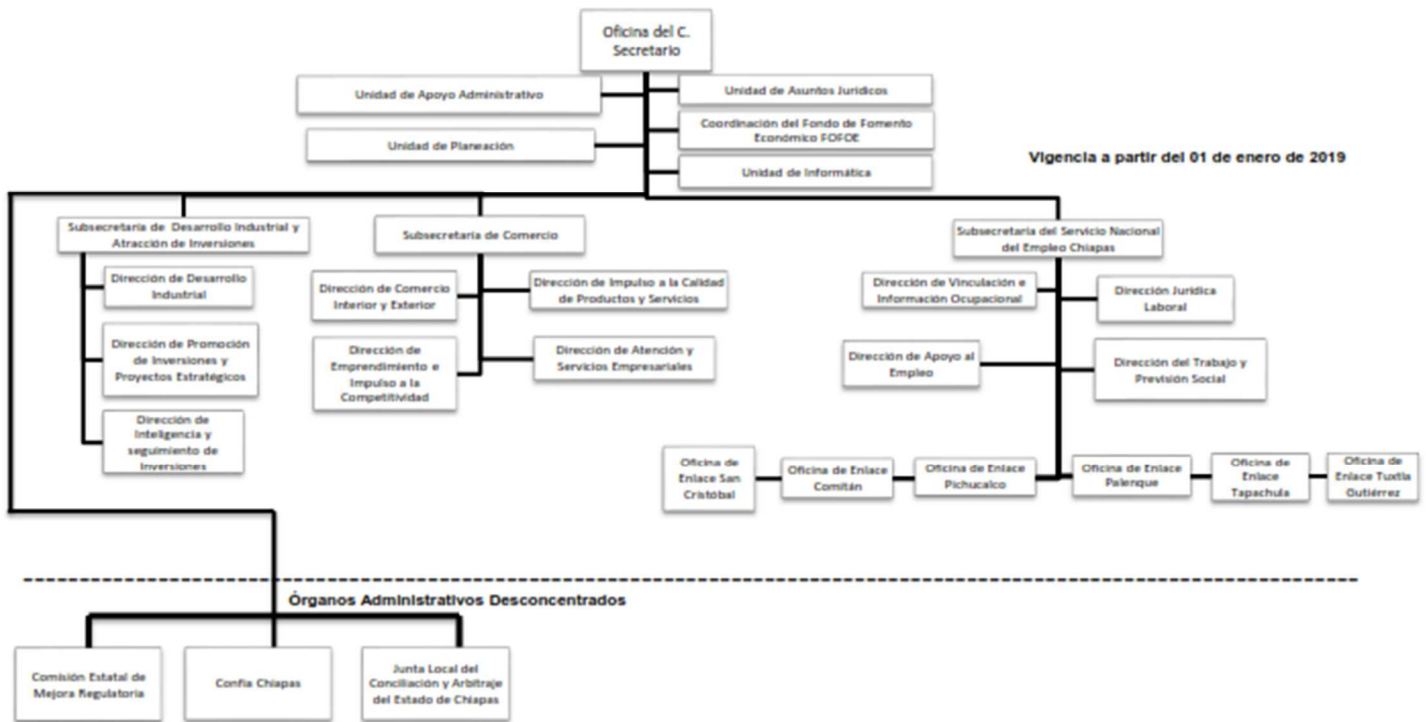 Oficina del C.
Secretario
Unidad de Apoyo Administrativo
Unidad de Asuntos Jurídicos
Coordinación del Fondo de Fomento
Económico FOFOE
Unidad de Planeación
Unidad de Informática
Vigencia a partir del 01 de enero de 2019
Subsecretaría de Desarrollo Industrial y
Atracción de Inversiones
Subsecretaría de Comercio
Subsecretaría del Servicio Nacional
del Empleo Chiapas
Dirección de Desarrollo
Industrial
Dirección de Comercio
Interior y Exterior
Dirección de Impulso a la Calidad
de Productos y Servicios
Dirección de Vinculación e
Información Ocupacional
Dirección Jurídica
Laboral
Dirección de Promoción
de Inversiones y
Proyectos Estratégicos
Dirección de
Emprendimiento e
Impulso a la
Competitividad
Dirección de Atención y
Servicios Empresariales
Dirección de Apoyo al
Empleo
Dirección del Trabajo y
Previsión Social
Dirección de
Inteligencia y
seguimiento de
Inversiones
Oficina de
Enlace San
Cristóbal
Oficina de Enlace
Comitán
Oficina de Enlace
Pichucalco
Oficina de Enlace
Palenque
Oficina de
Enlace
Tapachula
Oficina de
Enlace Tuxtla
Gutiérrez
Órganos Administrativos Desconcentrados
Comisión Estatal de
Mejora Regulatoria
Confía Chiapas
Junta Local del
Conciliación y Arbitraje
del Estado de Chiapas